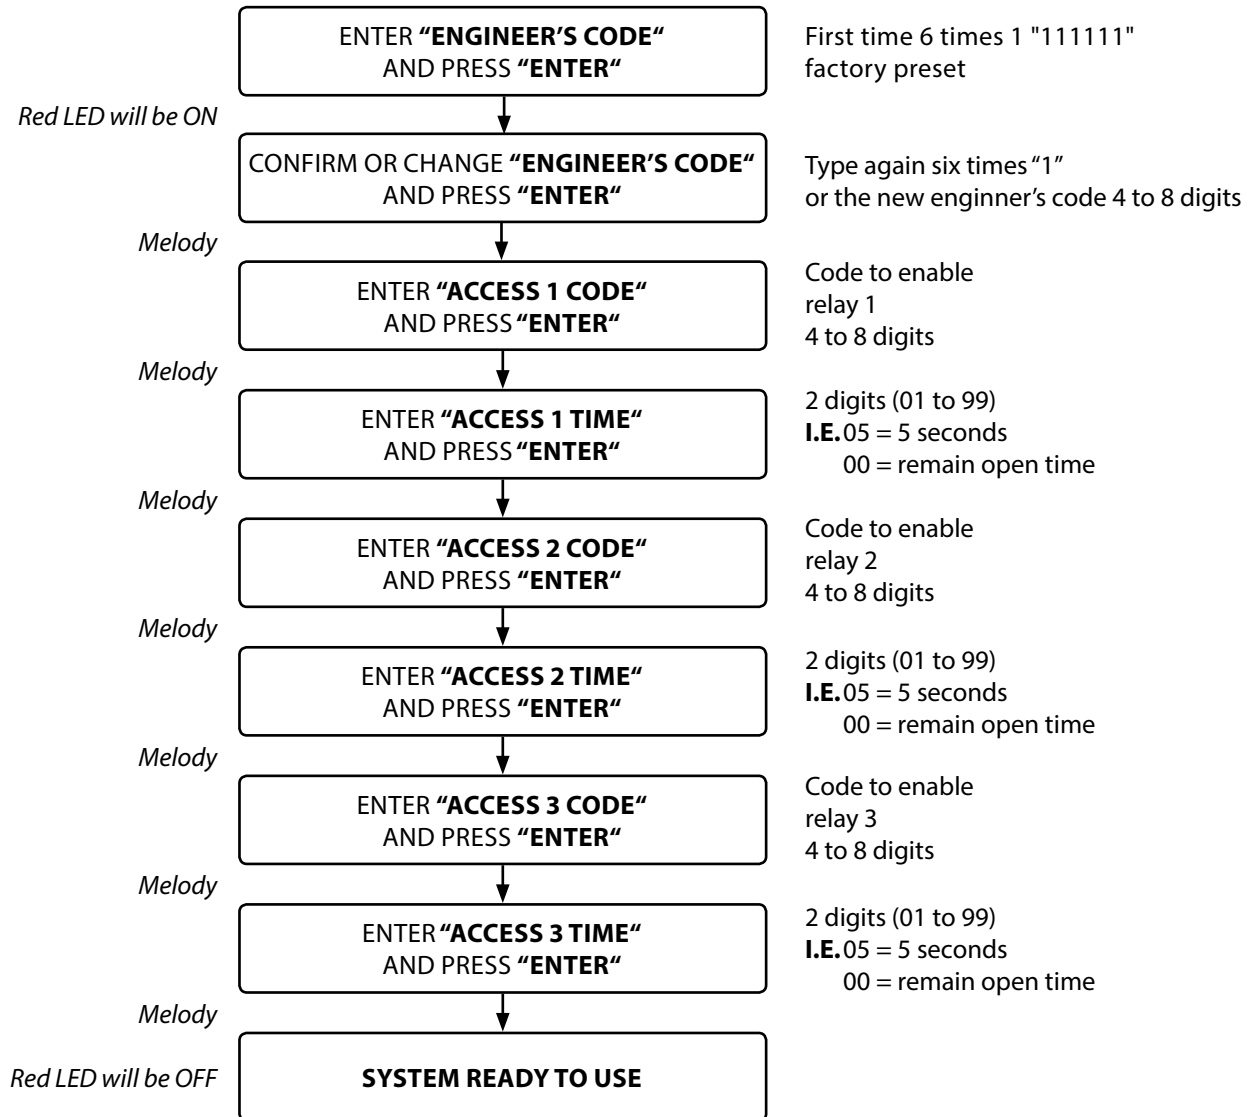 ENTER “ENGINEER’S CODE“
AND PRESS “ENTER“
First time 6 times 1 "111111"
factory preset
Red LED will be ON
CONFIRM OR CHANGE “ENGINEER’S CODE“
AND PRESS “ENTER“
Type again six times “1”
or the new enginner’s code 4 to 8 digits
Melody
ENTER “ACCESS 1 CODE“
AND PRESS “ENTER“
Code to enable
relay 1
4 to 8 digits
Melody
ENTER “ACCESS 1 TIME“
AND PRESS “ENTER“
2 digits (01 to 99)
I.E. 05 = 5 seconds
00 = remain open time
Melody
ENTER “ACCESS 2 CODE“
AND PRESS “ENTER“
Code to enable
relay 2
4 to 8 digits
Melody
ENTER “ACCESS 2 TIME“
AND PRESS “ENTER“
2 digits (01 to 99)
I.E. 05 = 5 seconds
00 = remain open time
Melody
ENTER “ACCESS 3 CODE“
AND PRESS “ENTER“
Code to enable
relay 3
4 to 8 digits
Melody
ENTER “ACCESS 3 TIME“
AND PRESS “ENTER“
2 digits (01 to 99)
I.E. 05 = 5 seconds
00 = remain open time
Melody
Red LED will be OFF
SYSTEM READY TO USE